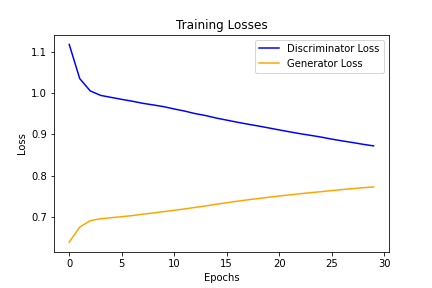 Training Losses
Discriminator Loss
Generator Loss
Loss
1.1
1.0
0.9
0.8
0.7
0 5 10 15 20 25 30
Epochs